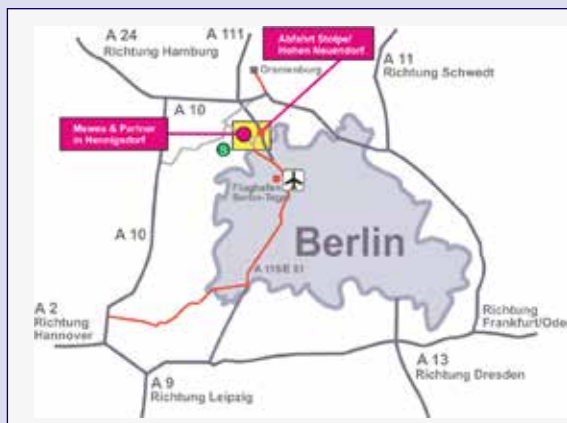 A 24
Richtung Hamburg
A 111
Abfahrt Stolpe/
Hohen Neuendorf
A 11
Richtung Schwedt
Oranienburg
A 10
Mewes & Partner
in Hennigsdorf
S
Flughafen
Berlin-Tegel
A 10
Berlin
A 115/E 51
A 2
Richtung
Hannover
Richtung
Frankfurt/Oder
A 13
Richtung Dresden
A 9
Richtung Leipzig